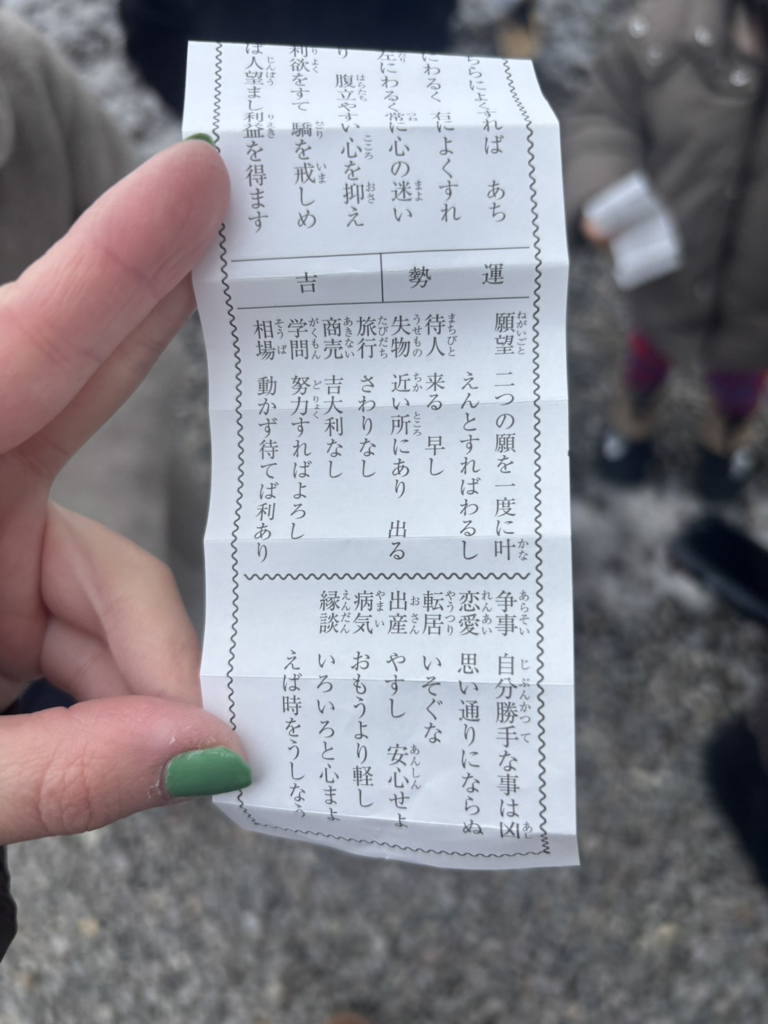 ちらによくすれば　あち
にわるく　右によくすれ
左にわるく常に心の迷い
り　腹立やすい心を抑え
利欲をすて　驕を戒しめ
ば人望まし利益を得ます
運勢　吉
願望　二つの願を一度に叶
えんとすればわるし
待人　来る　早し
失物　近い所にあり　出る
旅行　さわりなし
商売　吉大利なし
学問　努力すればよろし
相場　動かず待てば利あり
争事　自分勝手な事は凶
恋愛　思い通りにならぬ
転居　いそぐな
出産　やすし　安心せよ
病気　おもうより軽し
縁談　いろいろと心まよ
えば時をうしなう